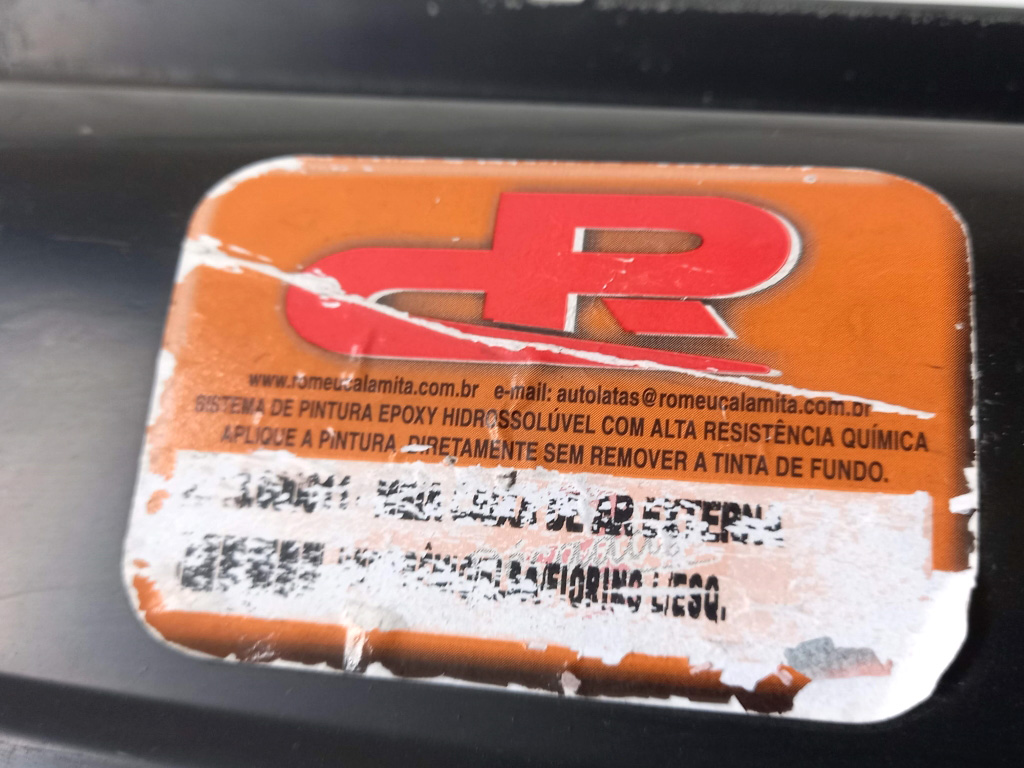 R
www.romeucalamita.com.br e-mail: autolatas@romeucalamita.com.br
SISTEMA DE PINTURA EPOXY HIDROSSOLÚVEL COM ALTA RESISTÊNCIA QUÍMICA
APLIQUE A PINTURA DIRETAMENTE SEM REMOVER A TINTA DE FUNDO.
DE AR EXTERNA
FIORINO L/ESQ.